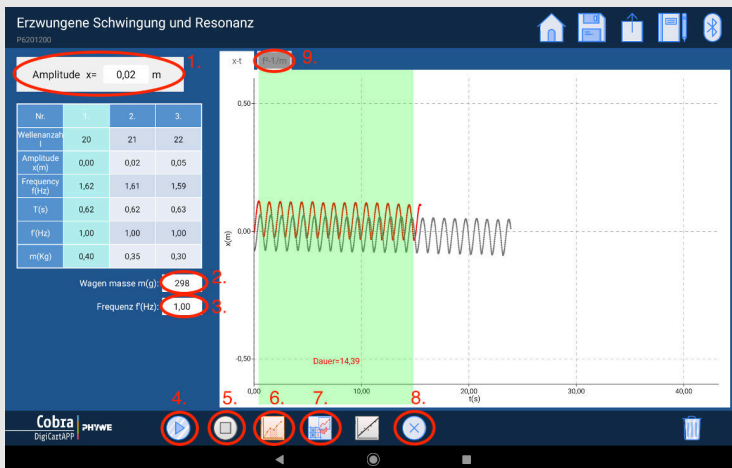 Erzwungene Schwingung und Resonanz
P6201200
Amplitude x= 0,02 m
1.
x-t
f²-1/m
9.
Nr. 1. 2. 3.
Wellenanzah
l
20 21 22
Amplitude
x(m)
0,00 0,02 0,05
Frequency
f(Hz)
1,62 1,61 1,59
T(s) 0,62 0,62 0,63
f'(Hz) 1,00 1,00 1,00
m(Kg) 0,40 0,35 0,30
Wagen masse m(g): 298 2.
Frequenz f'(Hz): 1,00 3.
0,50
0,00
-0,50
x(m)
Dauer=14,39
0,00 10,00 20,00 30,00 40,00
t(s)
4. 5. 6. 7. 8.
Cobra
DigiCartAPP
PHYWE